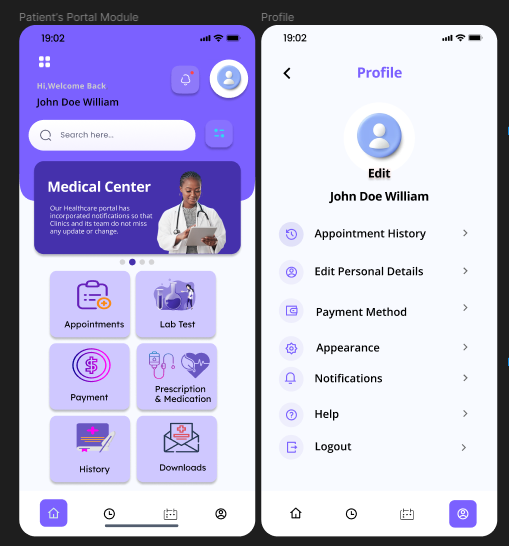 Patient's Portal Module
19:02
Hi,Welcome Back
John Doe William
Search here...
Medical Center
Our Healthcare portal has
incorporated notifications so that
Clinics and its team do not miss
any update or change.
Appointments
Lab Test
Payment
Prescription
& Medication
History
Downloads
Profile
19:02
Profile
Edit
John Doe William
Appointment History
Edit Personal Details
Payment Method
Appearance
Notifications
Help
Logout